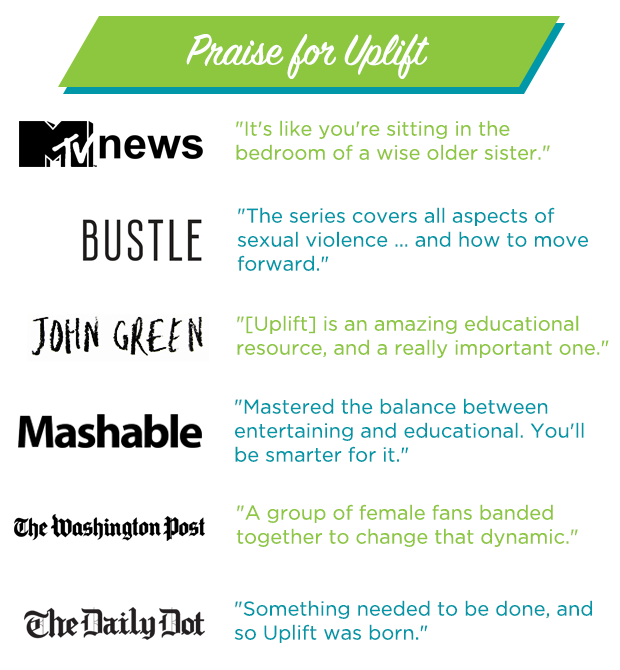 Praise for Uplift
MTV news
"It's like you're sitting in the
bedroom of a wise older sister."
BUSTLE
"The series covers all aspects of
sexual violence ... and how to move
forward."
JOHN GREEN
"[Uplift] is an amazing educational
resource, and a really important one."
Mashable
"Mastered the balance between
entertaining and educational. You'll
be smarter for it."
The Washington Post
"A group of female fans banded
together to change that dynamic."
The Daily Dot
"Something needed to be done, and
so Uplift was born."